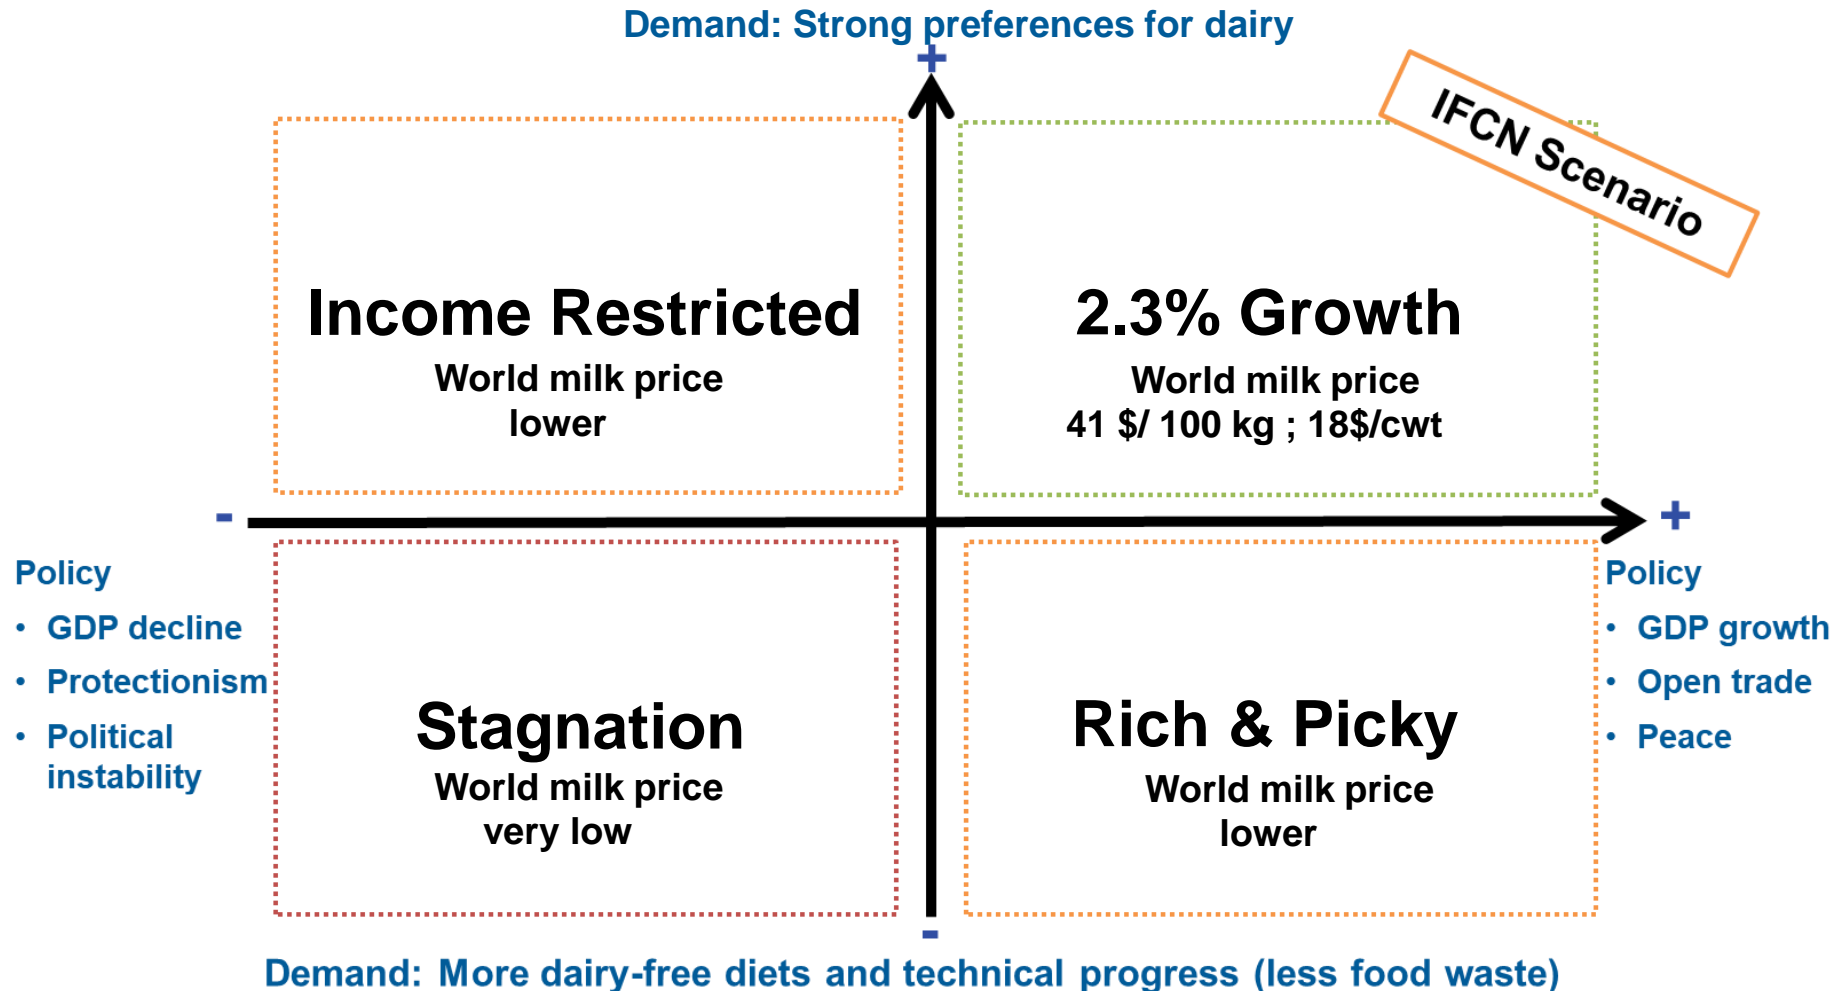 Demand: Strong preferences for dairy
+
IFCN Scenario
Income Restricted
World milk price
lower
2.3% Growth
World milk price
41 $/ 100 kg ; 18$/cwt
-
+
Policy
• GDP decline
• Protectionism
• Political
instability
Stagnation
World milk price
very low
Rich & Picky
World milk price
lower
Policy
• GDP growth
• Open trade
• Peace
-
Demand: More dairy-free diets and technical progress (less food waste)